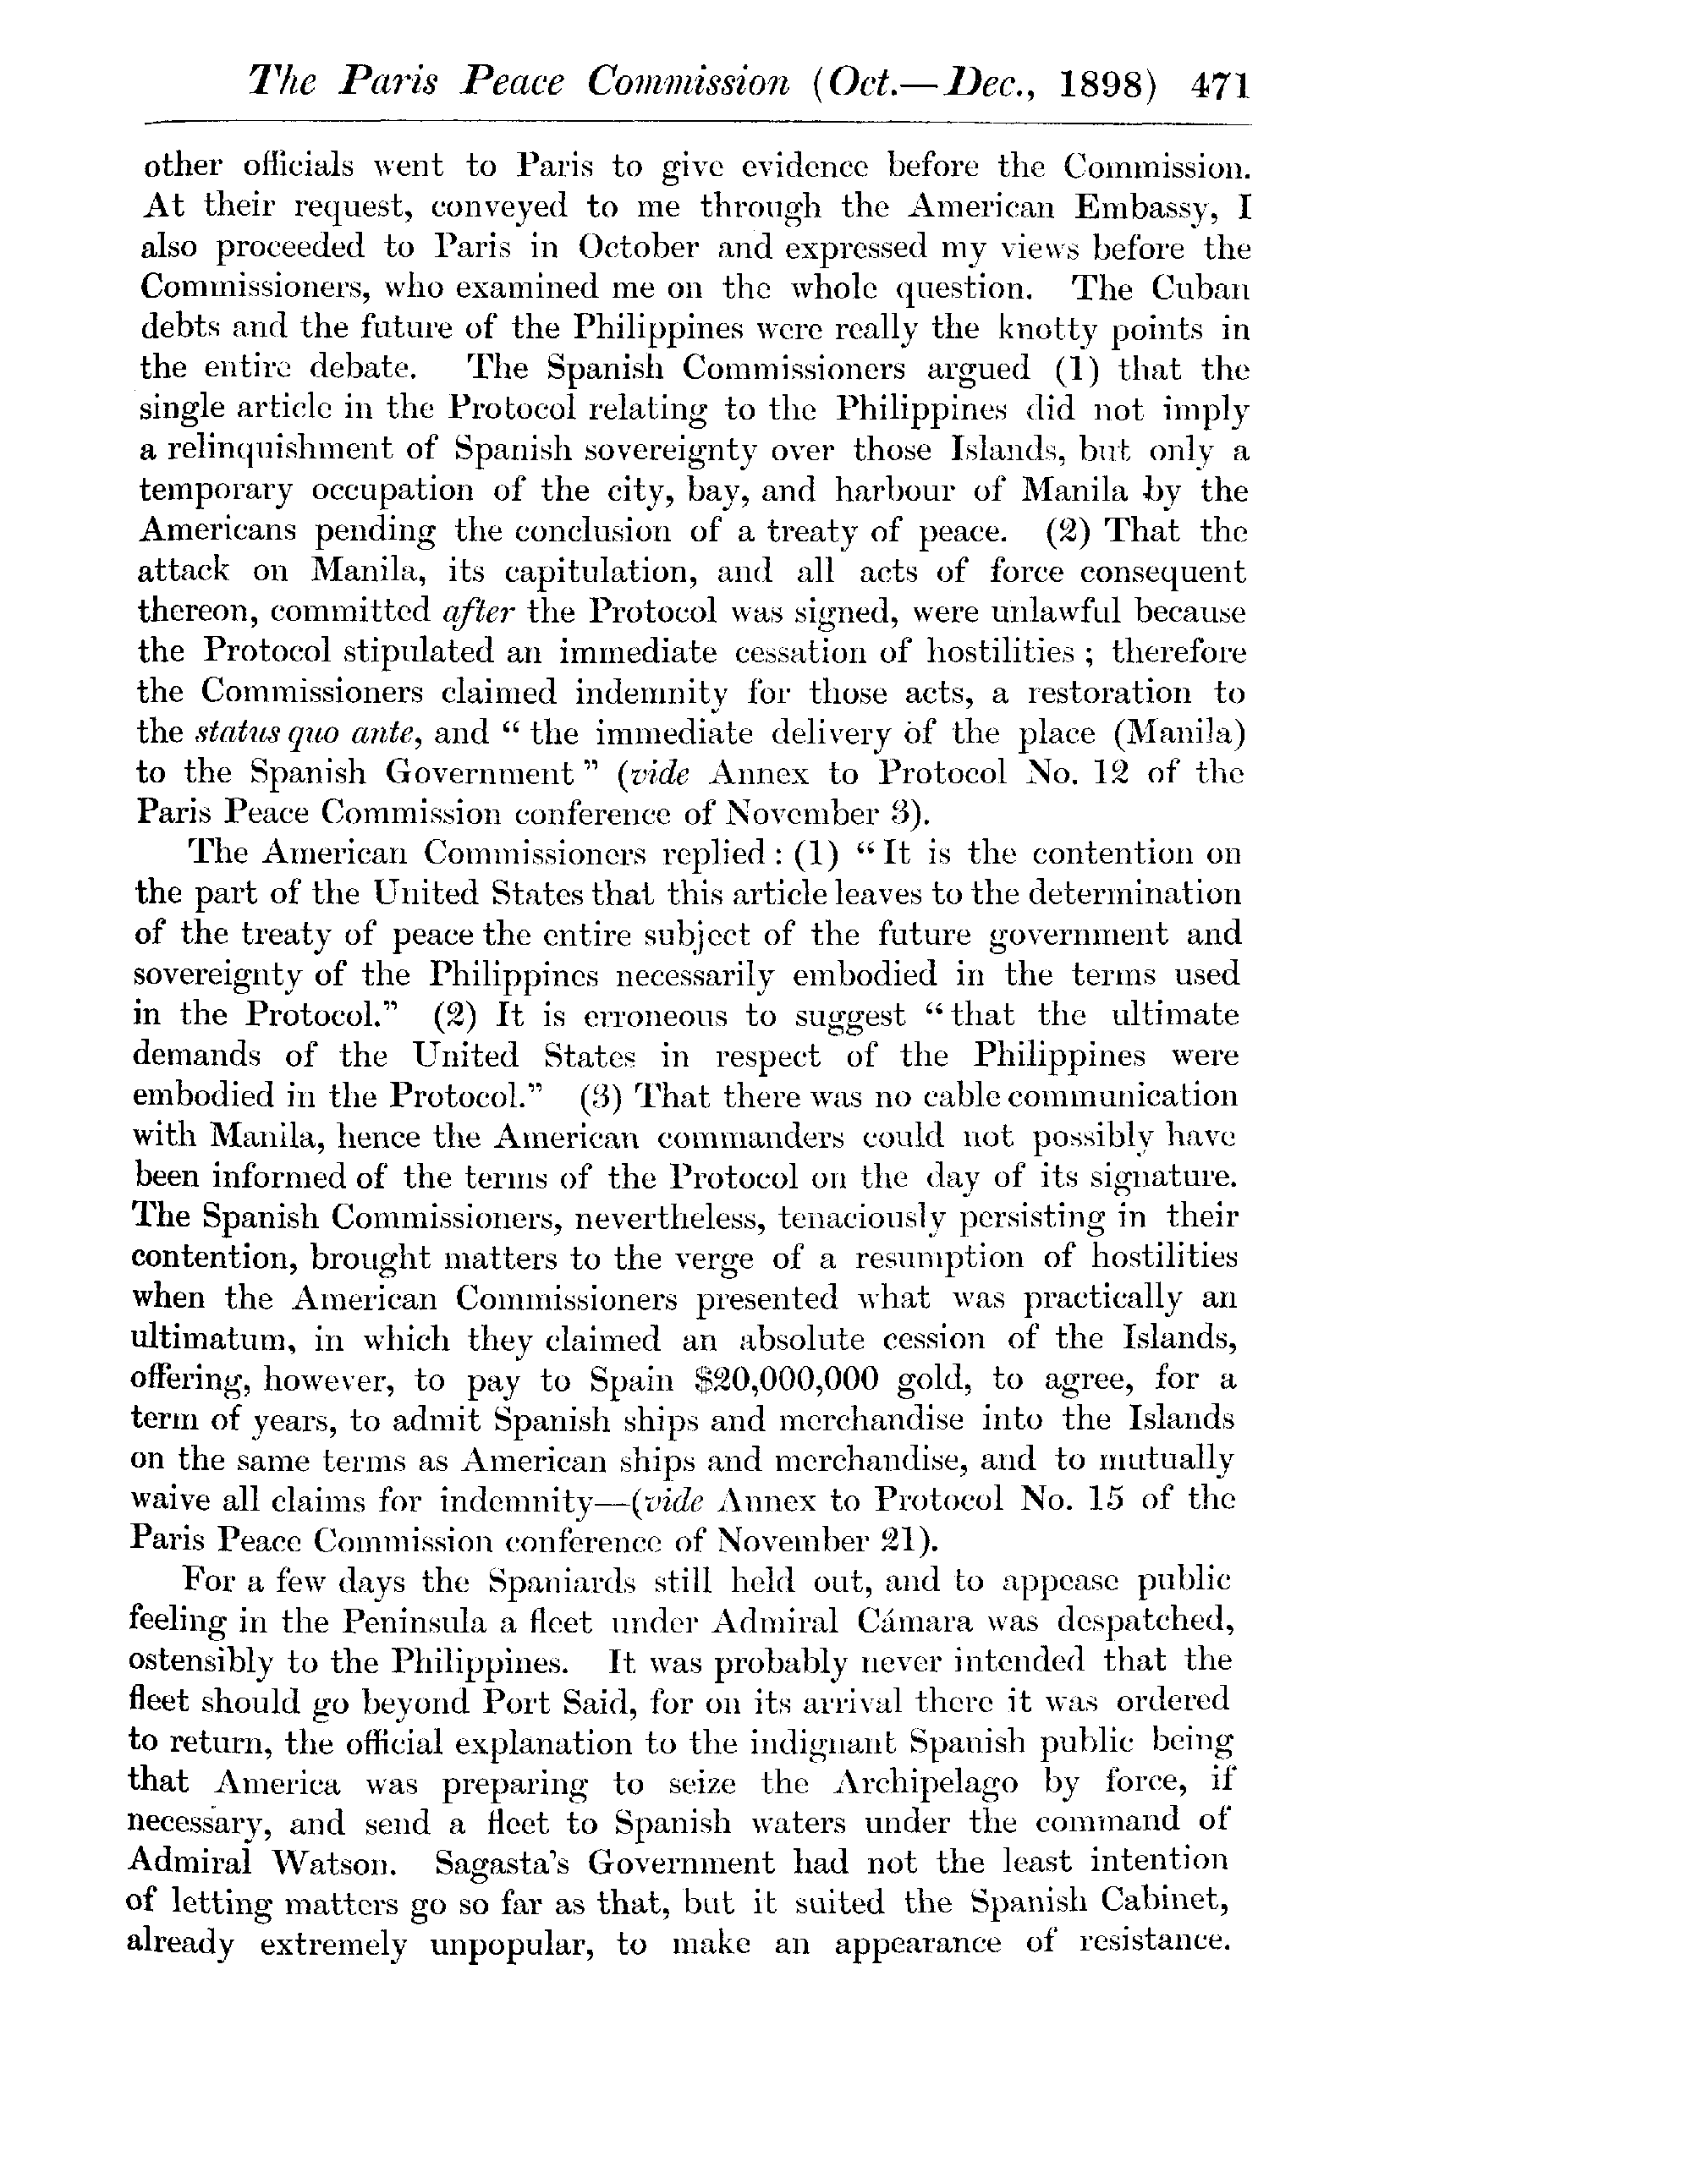 The Paris Peace Commission (Oct.—Dec., 1898) 471
other officials went to Paris to give evidence before the Commission.
At their request, conveyed to me through the American Embassy, I
also proceeded to Paris in October and expressed my views before the
Commissioners, who examined me on the whole question. The Cuban
debts and the future of the Philippines were really the knotty points in
the entire debate. The Spanish Commissioners argued (1) that the
single article in the Protocol relating to the Philippines did not imply
a relinquishment of Spanish sovereignty over those Islands, but only a
temporary occupation of the city, bay, and harbour of Manila by the
Americans pending the conclusion of a treaty of peace. (2) That the
attack on Manila, its capitulation, and all acts of force consequent
thereon, committed after the Protocol was signed, were unlawful because
the Protocol stipulated an immediate cessation of hostilities ; therefore
the Commissioners claimed indemnity for those acts, a restoration to
the status quo ante, and “ the immediate delivery of the place (Manila)
to the Spanish Government ” (vide Annex to Protocol No. 12 of the
Paris Peace Commission conference of November 3).
The American Commissioners replied : (1) “ It is the contention on
the part of the United States that this article leaves to the determination
of the treaty of peace the entire subject of the future government and
sovereignty of the Philippines necessarily embodied in the terms used
in the Protocol.” (2) It is erroneous to suggest “ that the ultimate
demands of the United States in respect of the Philippines were
embodied in the Protocol.” (3) That there was no cable communication
with Manila, hence the American commanders could not possibly have
been informed of the terms of the Protocol on the day of its signature.
The Spanish Commissioners, nevertheless, tenaciously persisting in their
contention, brought matters to the verge of a resumption of hostilities
when the American Commissioners presented what was practically an
ultimatum, in which they claimed an absolute cession of the Islands,
offering, however, to pay to Spain $20,000,000 gold, to agree, for a
term of years, to admit Spanish ships and merchandise into the Islands
on the same terms as American ships and merchandise, and to mutually
waive all claims for indemnity—(vide Annex to Protocol No. 15 of the
Paris Peace Commission conference of November 21).
For a few days the Spaniards still held out, and to appease public
feeling in the Peninsula a fleet under Admiral Cámara was despatched,
ostensibly to the Philippines. It was probably never intended that the
fleet should go beyond Port Said, for on its arrival there it was ordered
to return, the official explanation to the indignant Spanish public being
that America was preparing to seize the Archipelago by force, if
necessary, and send a fleet to Spanish waters under the command of
Admiral Watson. Sagasta's Government had not the least intention
of letting matters go so far as that, but it suited the Spanish Cabinet,
already extremely unpopular, to make an appearance of resistance.